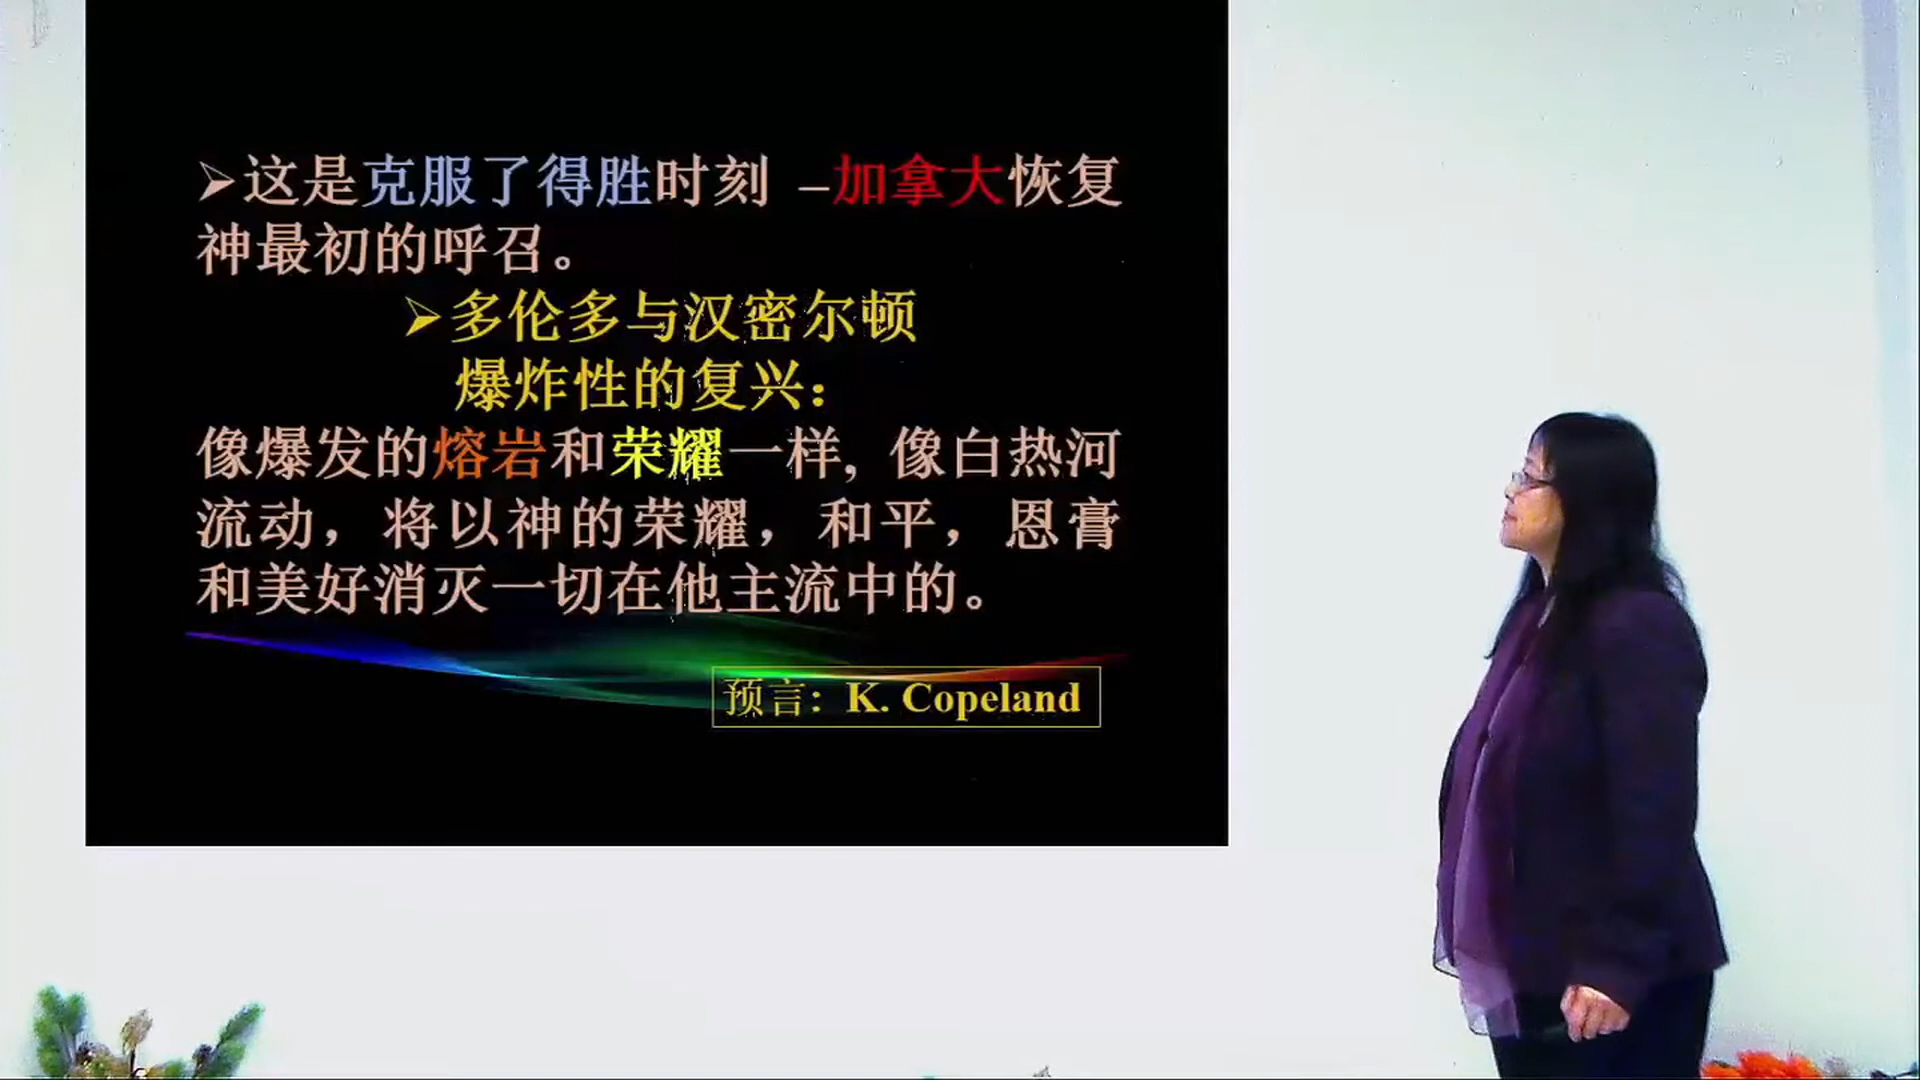 ➢这是克服了得胜时刻 –加拿大恢复
神最初的呼召。
➢多伦多与汉密尔顿
爆炸性的复兴：
像爆发的熔岩和荣耀一样, 像白热河
流动，将以神的荣耀，和平，恩膏
和美好消灭一切在他主流中的。
预言：K. Copeland